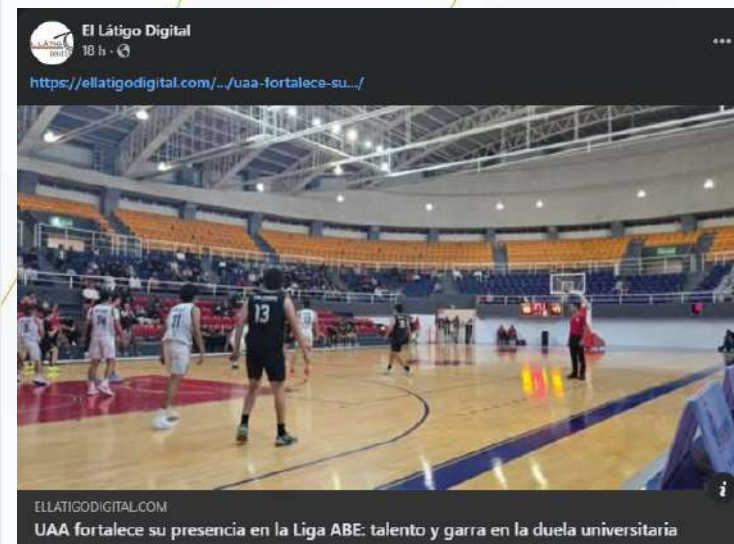 El Látigo Digital
18 h ·
https://ellatigodigital.com/.../uaa-fortalece-su.../
13
11
ELLATIGODIGITAL.COM
UAA fortalece su presencia en la Liga ABE: talento y garra en la duela universitaria